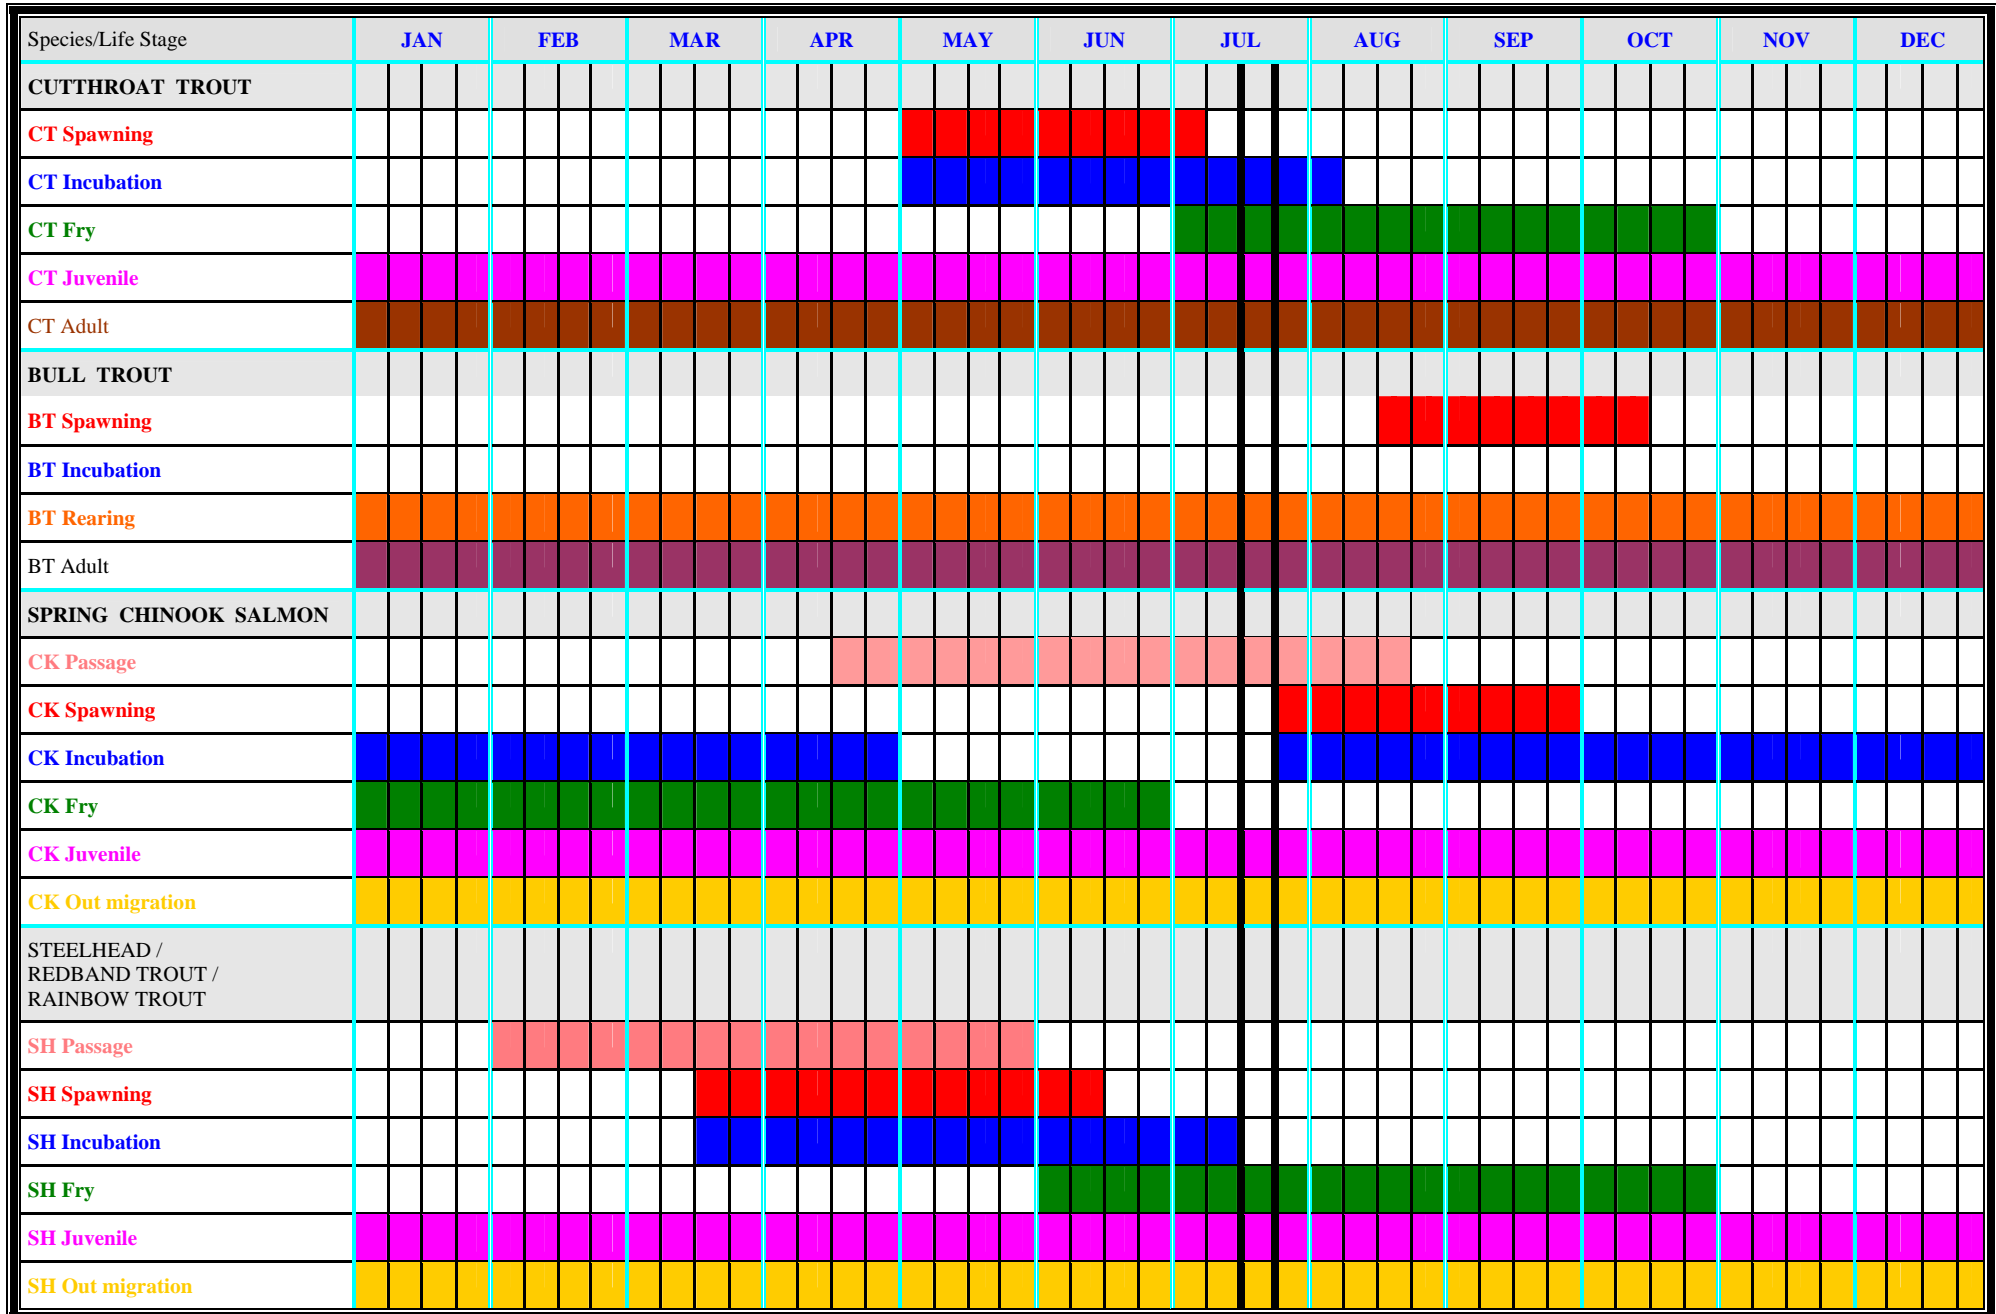 Species/Life Stage JAN FEB MAR APR MAY JUN JUL AUG SEP OCT NOV DEC
CUTTHROAT TROUT
CT Spawning
CT Incubation
CT Fry
CT Juvenile
CT Adult
BULL TROUT
BT Spawning
BT Incubation
BT Rearing
BT Adult
SPRING CHINOOK SALMON
CK Passage
CK Spawning
CK Incubation
CK Fry
CK Juvenile
CK Out migration
STEELHEAD /
REDBAND TROUT /
RAINBOW TROUT
SH Passage
SH Spawning
SH Incubation
SH Fry
SH Juvenile
SH Out migration